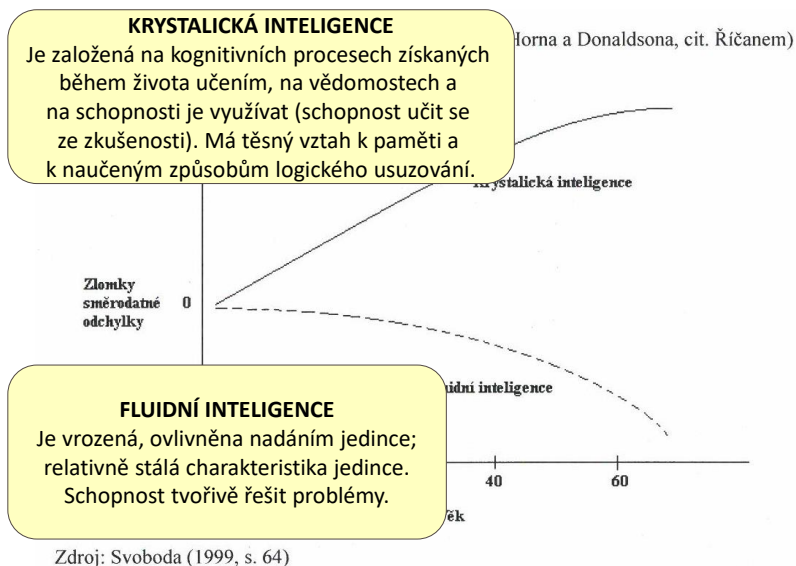 KRYSTALICKÁ INTELIGENCE
Je založená na kognitivních procesech získaných
během života učením, na vědomostech a
na schopnosti je využívat (schopnost učit se
ze zkušenosti). Má těsný vztah k paměti a
k naučeným způsobům logického usuzování.
Horna a Donaldsona, cit. Říčanem)
Krystalická inteligence
Zlomky
směrodatné 0
odchylky
uidní inteligence
FLUIDNÍ INTELIGENCE
Je vrozená, ovlivněna nadáním jedince;
relativně stálá charakteristika jedince.
Schopnost tvořivě řešit problémy.
40 60
ěk
Zdroj: Svoboda (1999, s. 64)